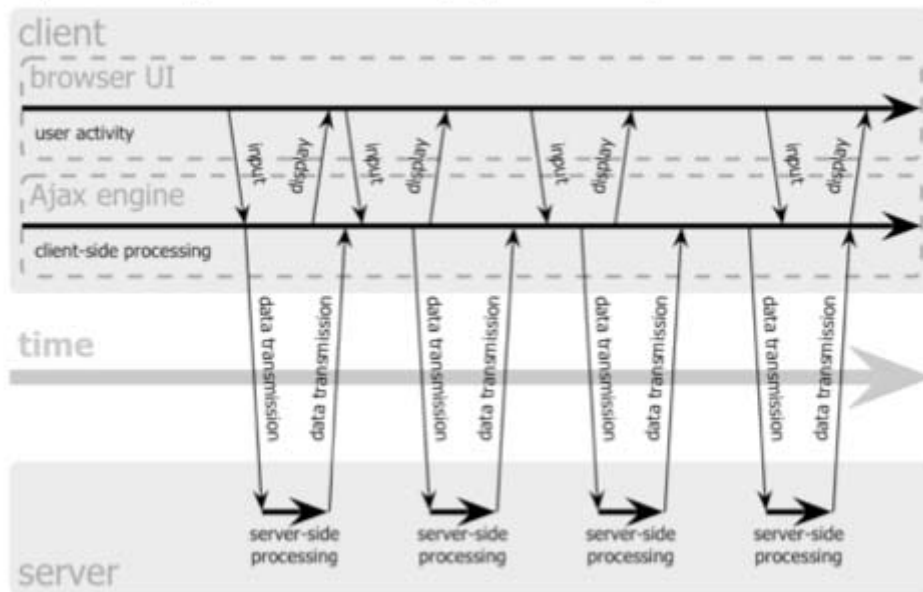 client
browser UI
user activity
input
display
input
display
input
display
input
display
Ajax engine
client-side processing
data transmission
data transmission
data transmission
data transmission
data transmission
data transmission
data transmission
data transmission
time
server-side
processing
server-side
processing
server-side
processing
server-side
processing
server